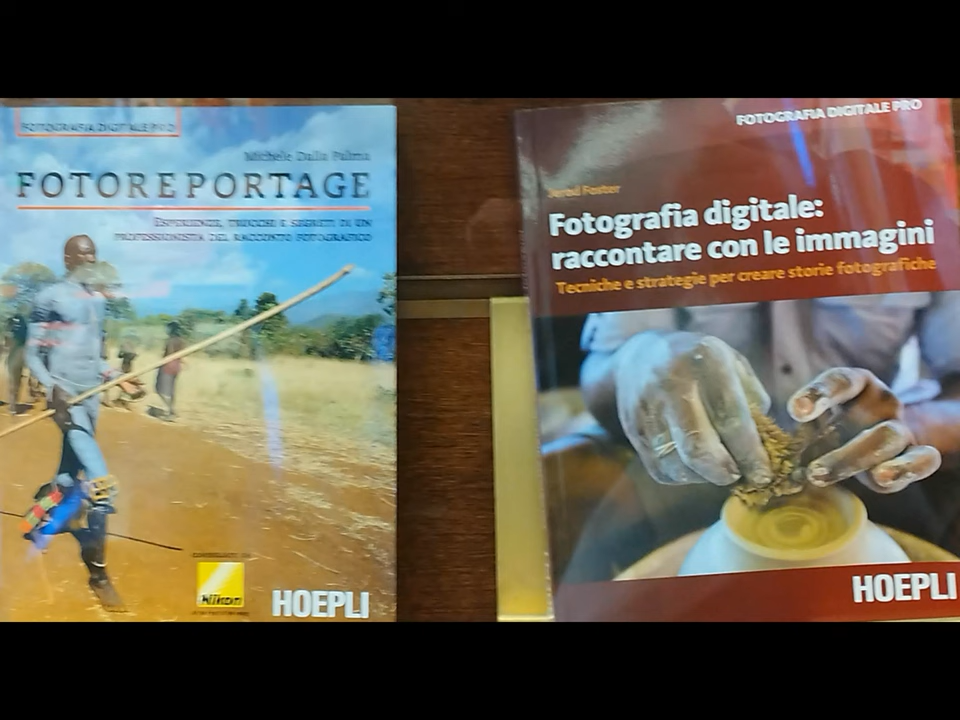 FOTOGRAFIA DIGITALE PRO
Michele Dalla Palma
FOTOREPORTAGE
ESPERIENZE, TRUCCHI E SEGRETI DI UN
PROFESSIONISTA DEL RACCONTO FOTOGRAFICO
Nikon
HOEPLI
FOTOGRAFIA DIGITALE PRO
Jerod Foster
Fotografia digitale:
raccontare con le immagini
Tecniche e strategie per creare storie fotografiche
HOEPLI